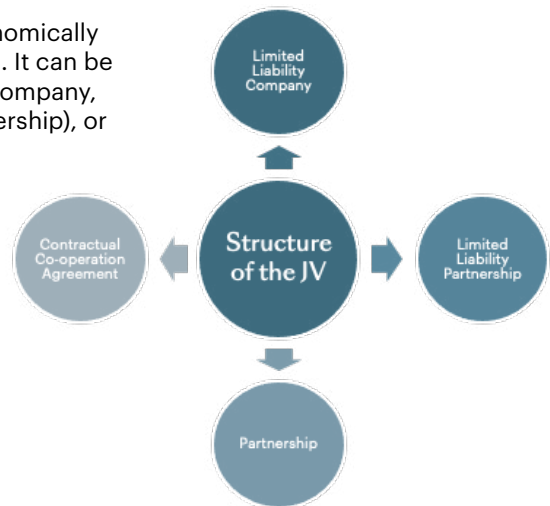 nomically
. It can be
ompany,
ership), or
Limited
Liability
Company
Contractual
Co-operation
Agreement
Structure
of the JV
Limited
Liability
Partnership
Partnership